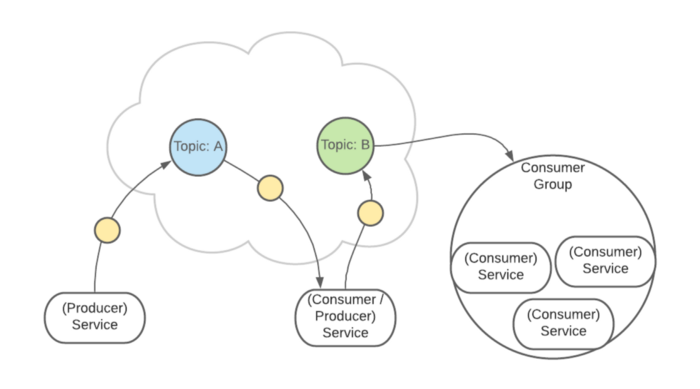 Topic: A
Topic: B
Consumer
Group
(Consumer)
Service
(Consumer)
Service
(Consumer)
Service
(Producer)
Service
(Consumer /
Producer)
Service